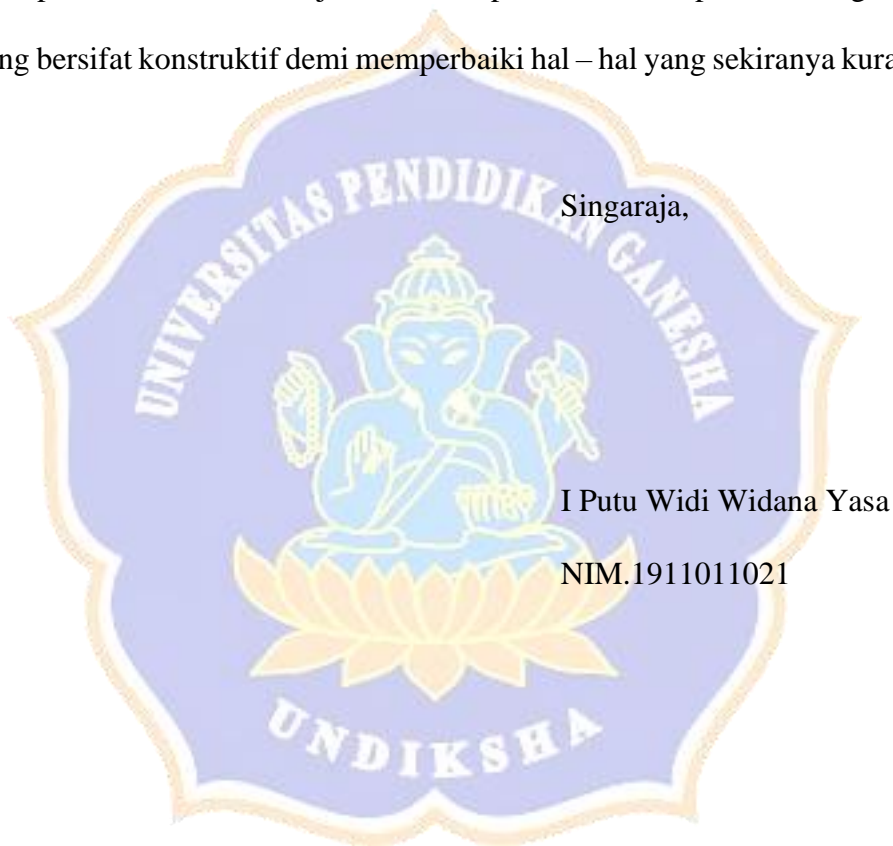 ng bersifat konstruktif demi memperbaiki hal – hal yang sekiranya kura
UNIVERSITAS PENDIDIKAN GANESHA
Singaraja,
I Putu Widi Widana Yasa
NIM.1911011021
UNDIKSHA